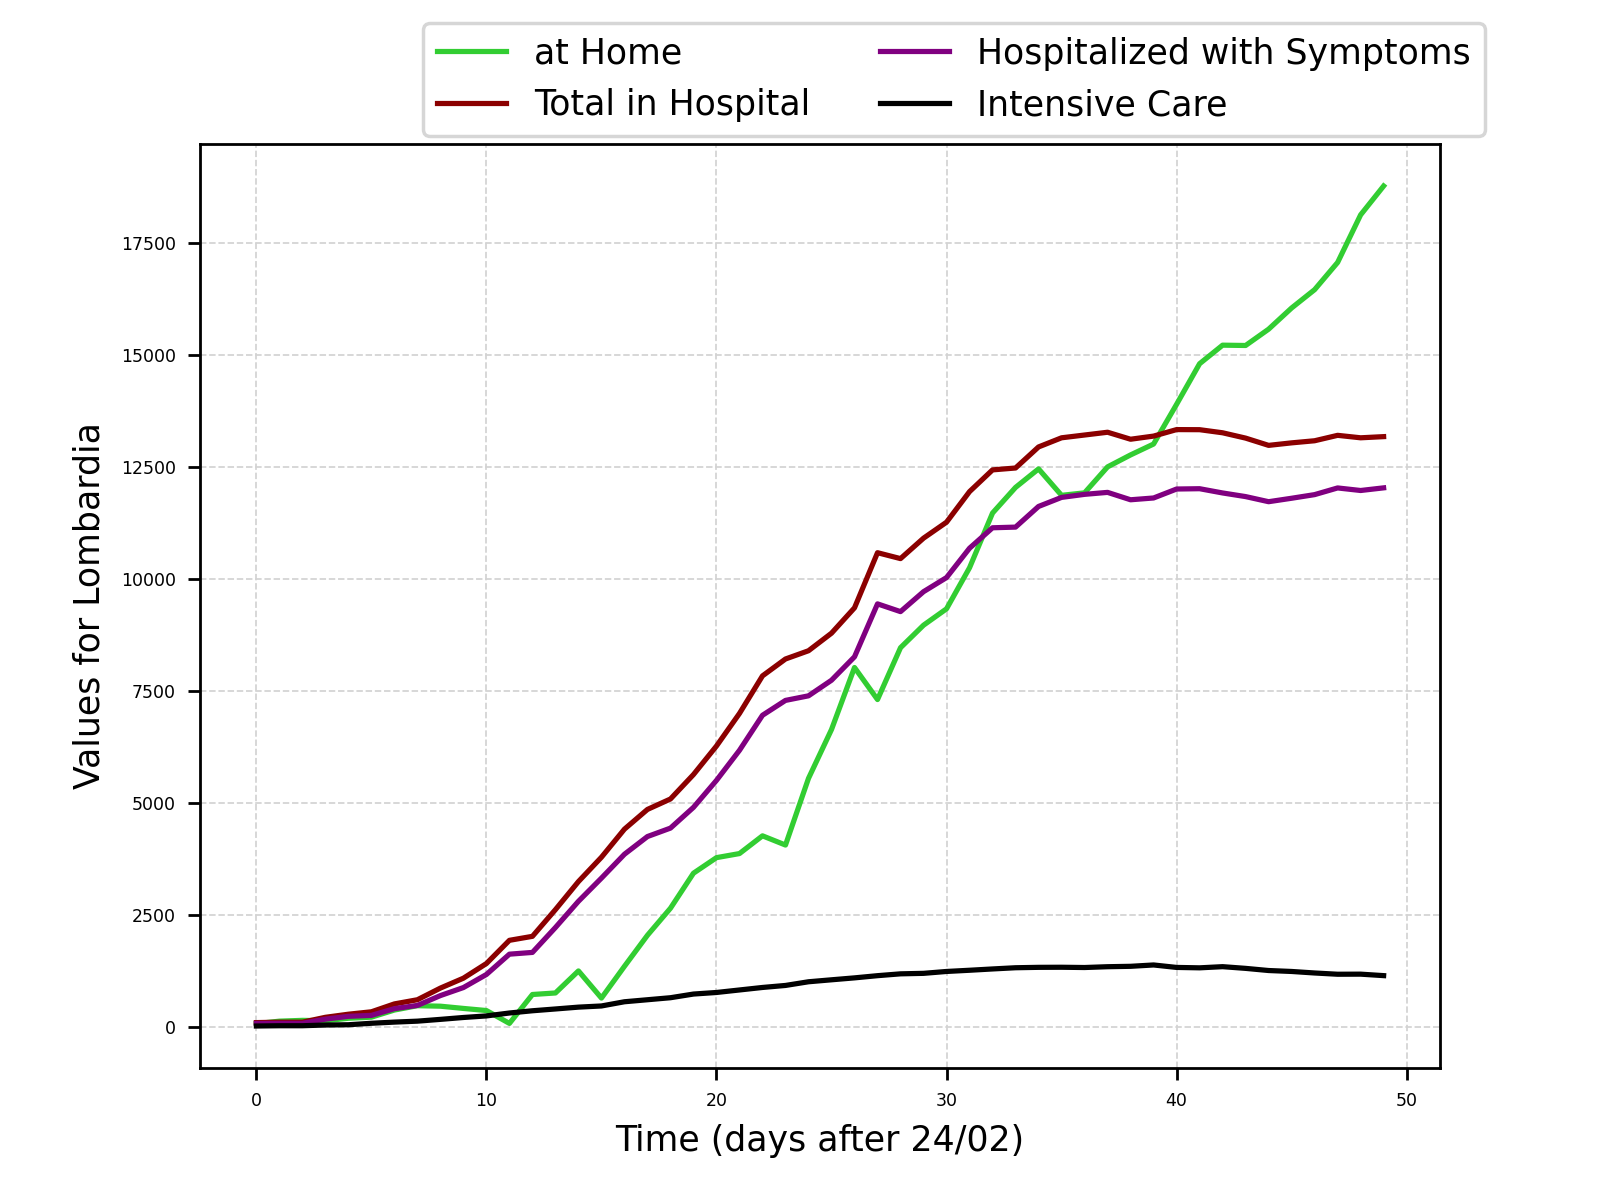 at Home
Total in Hospital
Hospitalized with Symptoms
Intensive Care
Values for Lombardia
17500
15000
12500
10000
7500
5000
2500
0
0 10 20 30 40 50
Time (days after 24/02)